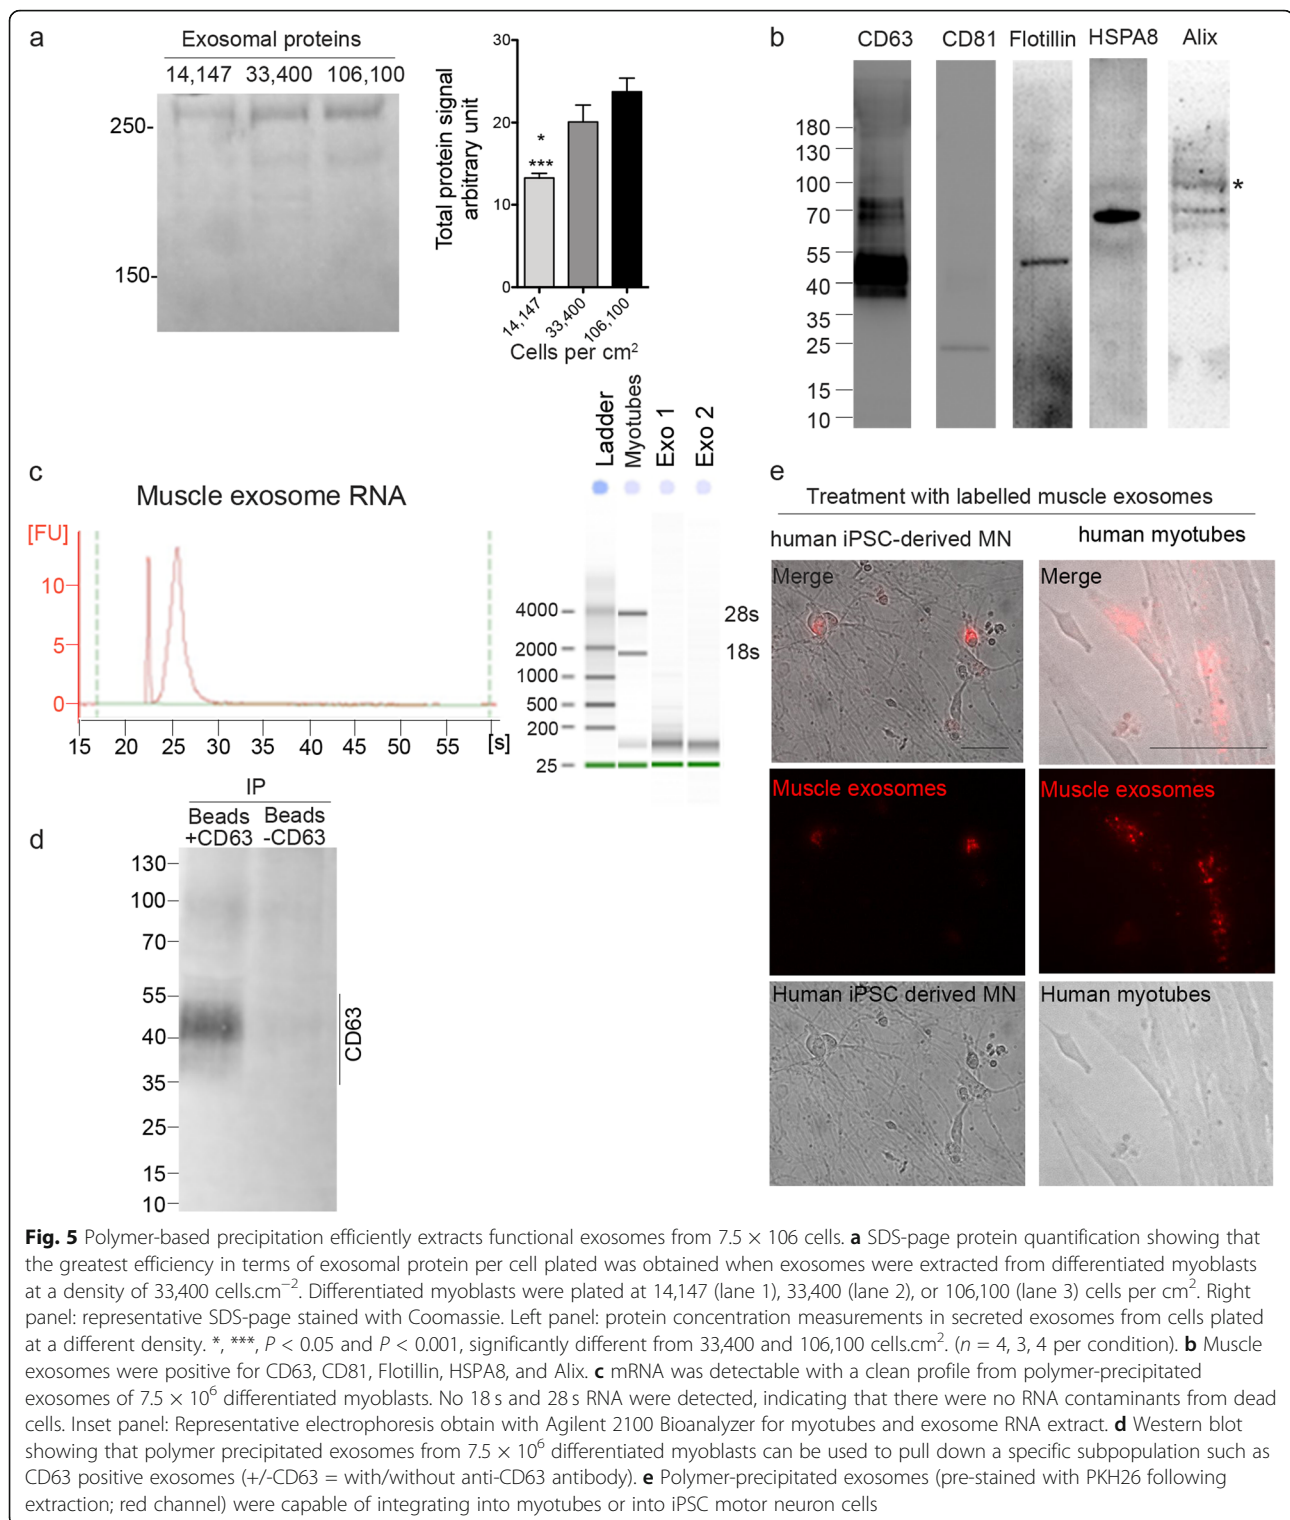 a
Exosomal proteins
14,147 33,400 106,100
250-
150-
Total protein signal
arbitrary unit
30
20
10
0
*
***
14,147
33,400
106,100
Cells per cm2
b
CD63 CD81 Flotillin HSPA8 Alix
180
130
100
70
55
40
35
25
15
10
*
c
Muscle exosome RNA
[FU]
10
5
0
15 20 25 30 35 40 45 50 55 [s]
Ladder
Myotubes
Exo 1
Exo 2
4000
2000
1000
500
200
25
28s
18s
d
IP
Beads Beads
+CD63 -CD63
130
100
70
55
40
35
25
15
10
CD63
e
Treatment with labelled muscle exosomes
human iPSC-derived MN human myotubes
Merge Merge
Muscle exosomes Muscle exosomes
Human iPSC derived MN Human myotubes
Fig. 5 Polymer-based precipitation efficiently extracts functional exosomes from 7.5 × 106 cells. a SDS-page protein quantification showing that
the greatest efficiency in terms of exosomal protein per cell plated was obtained when exosomes were extracted from differentiated myoblasts
at a density of 33,400 cells.cm−2. Differentiated myoblasts were plated at 14,147 (lane 1), 33,400 (lane 2), or 106,100 (lane 3) cells per cm2. Right
panel: representative SDS-page stained with Coomassie. Left panel: protein concentration measurements in secreted exosomes from cells plated
at a different density. *, ***, P < 0.05 and P < 0.001, significantly different from 33,400 and 106,100 cells.cm2. (n = 4, 3, 4 per condition). b Muscle
exosomes were positive for CD63, CD81, Flotillin, HSPA8, and Alix. c mRNA was detectable with a clean profile from polymer-precipitated
exosomes of 7.5 × 106 differentiated myoblasts. No 18 s and 28 s RNA were detected, indicating that there were no RNA contaminants from dead
cells. Inset panel: Representative electrophoresis obtain with Agilent 2100 Bioanalyzer for myotubes and exosome RNA extract. d Western blot
showing that polymer precipitated exosomes from 7.5 × 106 differentiated myoblasts can be used to pull down a specific subpopulation such as
CD63 positive exosomes (+/-CD63 = with/without anti-CD63 antibody). e Polymer-precipitated exosomes (pre-stained with PKH26 following
extraction; red channel) were capable of integrating into myotubes or into iPSC motor neuron cells